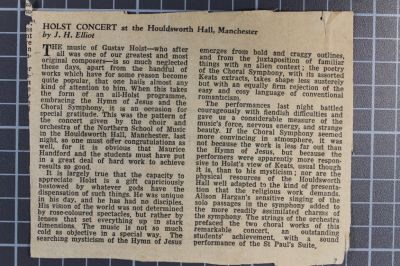 HOLST CONCERT at the Houldsworth Hall, Manchester
by J. H. Elliot
THE music of Gustav Holst—who after
all was one of our greatest and most
original composers—is so much neglected
these days, apart from the handful of
works which for some reason become
quite popular, that one hails almost any
kind of attention to him. When this takes
the form of an all-Holst programme,
embracing the Hymn of Jesus and the
Choral Symphony, it is an occasion for
special gratitude. This was the pattern of
the concert given by the choir and
orchestra of the Northern School of Music
in the Houldsworth Hall, Manchester, last
night. As one must offer congratulations as
well, for it is obvious that Maurice
Handford and the students must have put
in a great deal of hard work to achieve
results so good.
It is largely true that the capacity to
appreciate Holst is a gift capriciously
bestowed by whatever gods have the
dispensation of such things. He was unique
in his day, and he has had no disciples.
His vision of the world was not determined
by rose-coloured spectacles, but rather by
lenses that set everything up in stark
dimensions. The music is not so much
cold as objective in a special way. The
searching mysticism of the Hymn of Jesus
emerges from bold and craggy outlines,
and from the juxtaposition of familiar
things with an alien context; the poetry
of the Choral Symphony, with its assorted
Keats extracts, takes shape less austerely
but with an equally firm rejection of the
easy and cosy language of conventional
romanticism.
The performances last night battled
courageously with fiendish difficulties and
gave us a considerable measure of the
music's force, nervous energy, and strange
beauty. If the Choral Symphony seemed
more convincing in atmosphere, it was
not because the work is less far out than
the Hymn of Jesus, but because the
performers were apparently more respon-
sive to Holst's view of Keats, usual though
it is, than to his mysticism; nor are the
physical resources of the Houldsworth
Hall well adapted to the kind of presenta-
tion that the religious work demands.
Alison Hargan's sensitive singing of the
solo passages in the symphony added to
the more readily assimilated charms of
the symphony. The strings of the orchestra
prefaced the two choral works of this
remarkable concert, an outstanding
students' achievement, with a sound
performance of the St Paul's Suite,